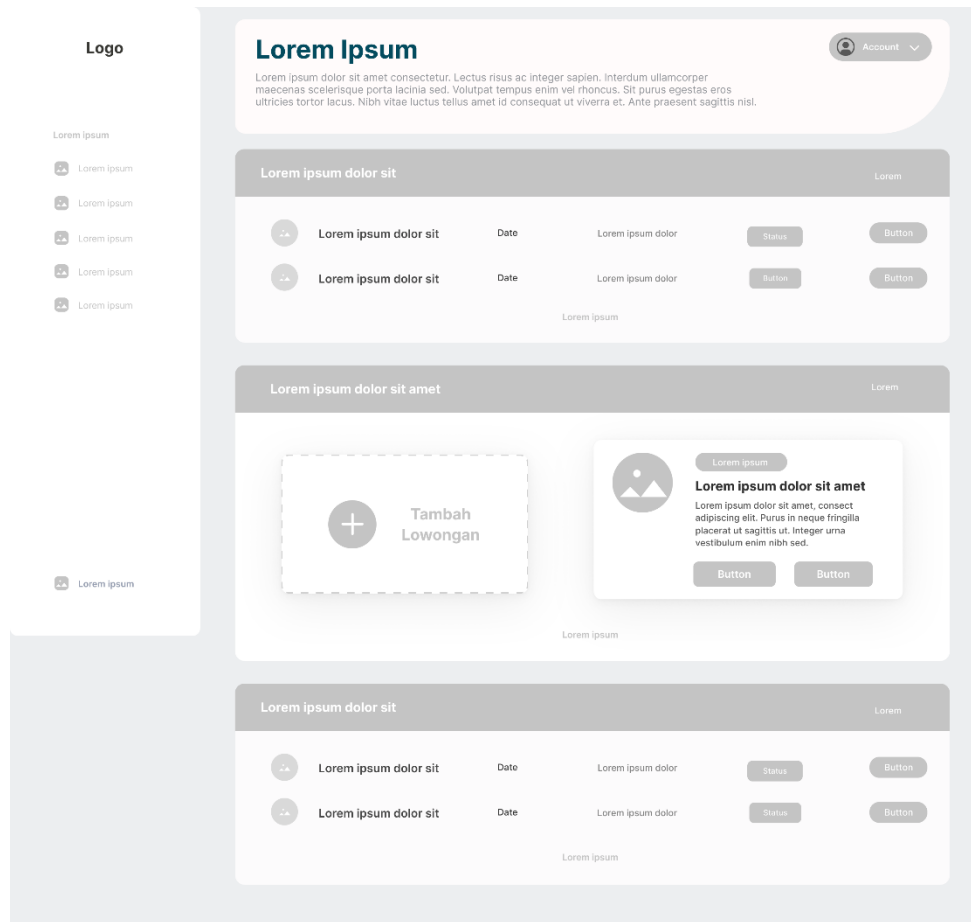 Logo
Lorem ipsum
Lorem ipsum
Lorem ipsum
Lorem ipsum
Lorem ipsum
Lorem ipsum
Lorem ipsum
Lorem Ipsum
Account
Lorem ipsum dolor sit amet consectetur. Lectus risus ac integer sapien. Interdum ullamcorper
maecenas scelerisque porta lacinia sed. Volutpat tempus enim vel rhoncus. Sit purus egestas eros
ultricies tortor lacus. Nibh vitae luctus tellus amet id consequat ut viverra et. Ante praesent sagittis nisl.
Lorem ipsum dolor sit Lorem
Lorem ipsum dolor sit Date Lorem ipsum dolor Status Button
Lorem ipsum dolor sit Date Lorem ipsum dolor Button Button
Lorem ipsum
Lorem ipsum dolor sit amet Lorem
Tambah
Lowongan
Lorem ipsum
Lorem ipsum dolor sit amet
Lorem ipsum dolor sit amet, consect
adipiscing elit. Purus in neque fringilla
placerat ut sagittis ut. Integer urna
vestibulum enim nibh sed.
Button Button
Lorem ipsum
Lorem ipsum dolor sit Lorem
Lorem ipsum dolor sit Date Lorem ipsum dolor Status Button
Lorem ipsum dolor sit Date Lorem ipsum dolor Status Button
Lorem ipsum